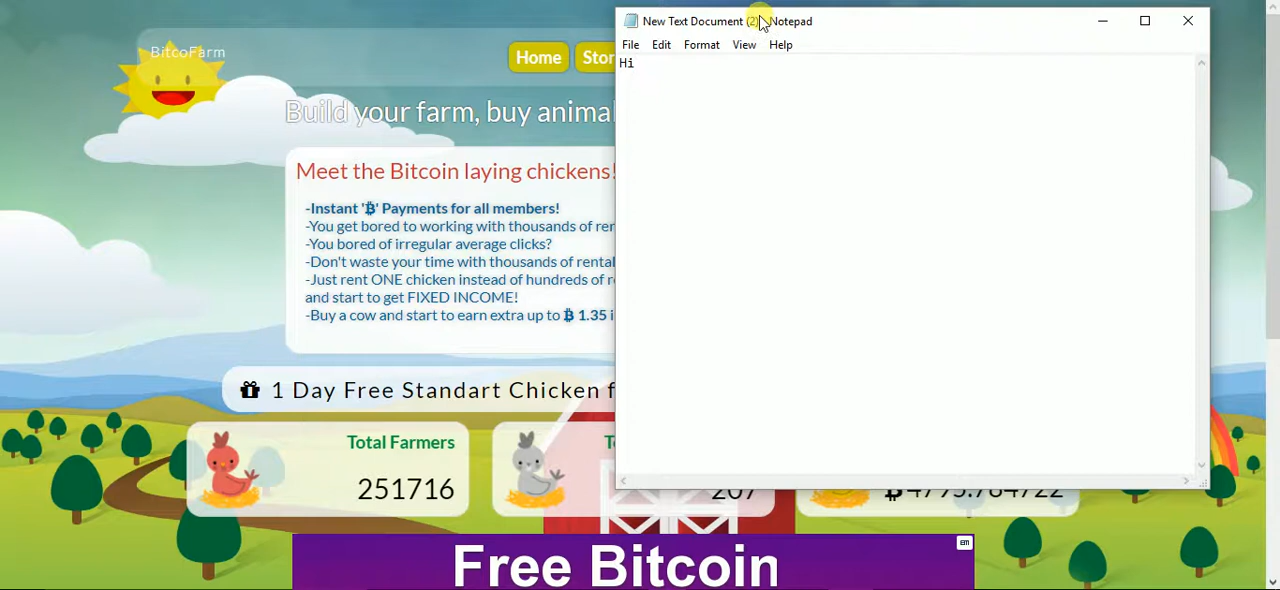 BitcoFarm
Home
Stor
Build your farm, buy animal
Meet the Bitcoin laying chickens!
-Instant '₿' Payments for all members!
-You get bored to working with thousands of ren
-You bored of irregular average clicks?
-Don't waste your time with thousands of rental
-Just rent ONE chicken instead of hundreds of r
and start to get FIXED INCOME!
-Buy a cow and start to earn extra up to ₿ 1.35 i
1 Day Free Standart Chicken f
Total Farmers
251716
207
₿ 4795.784722
Free Bitcoin
New Text Document (2) - Notepad
File Edit Format View Help
Hi